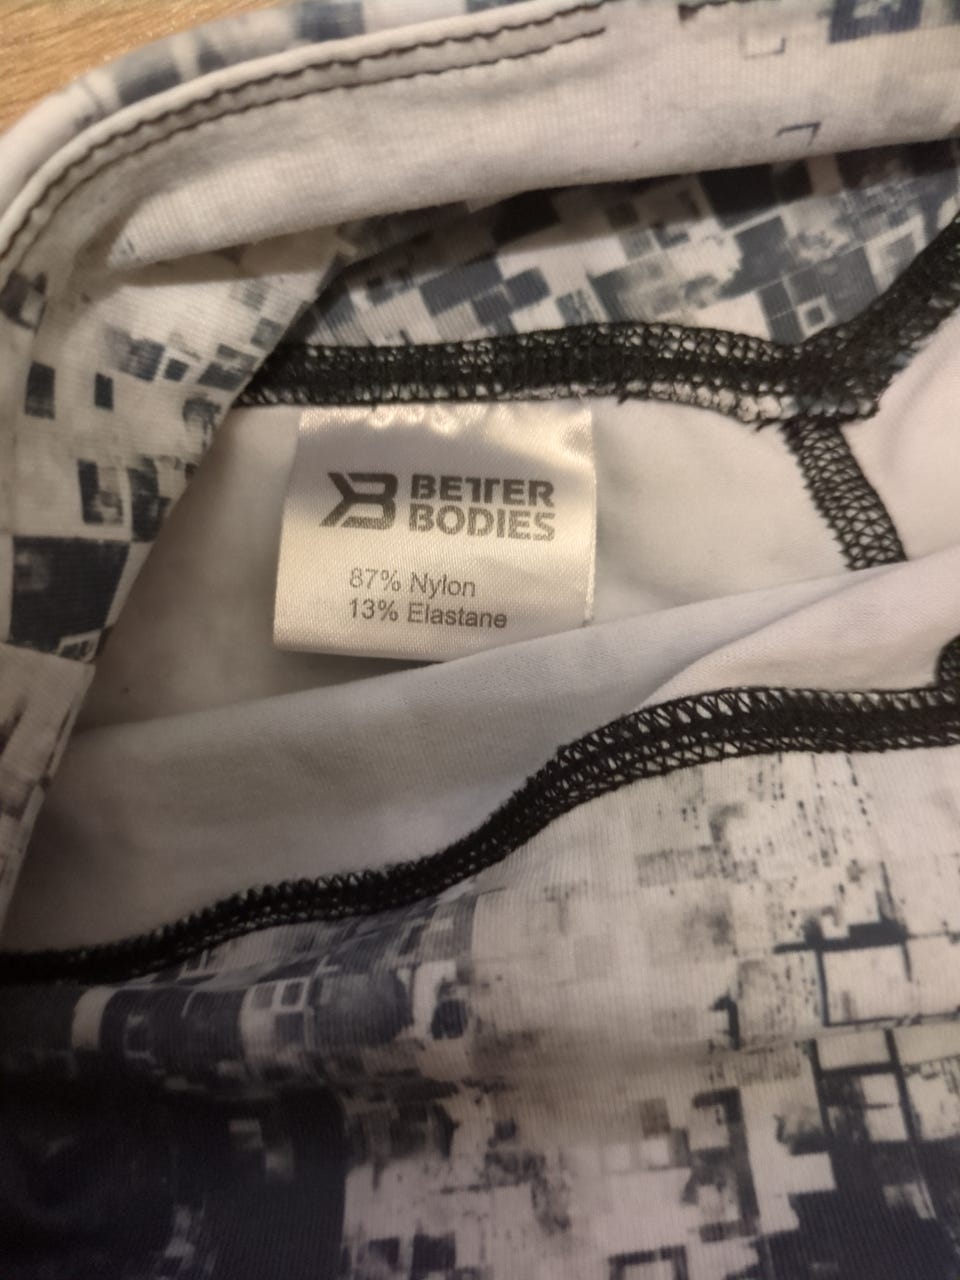 BETTER
BODIES
87% Nylon
13% Elastane